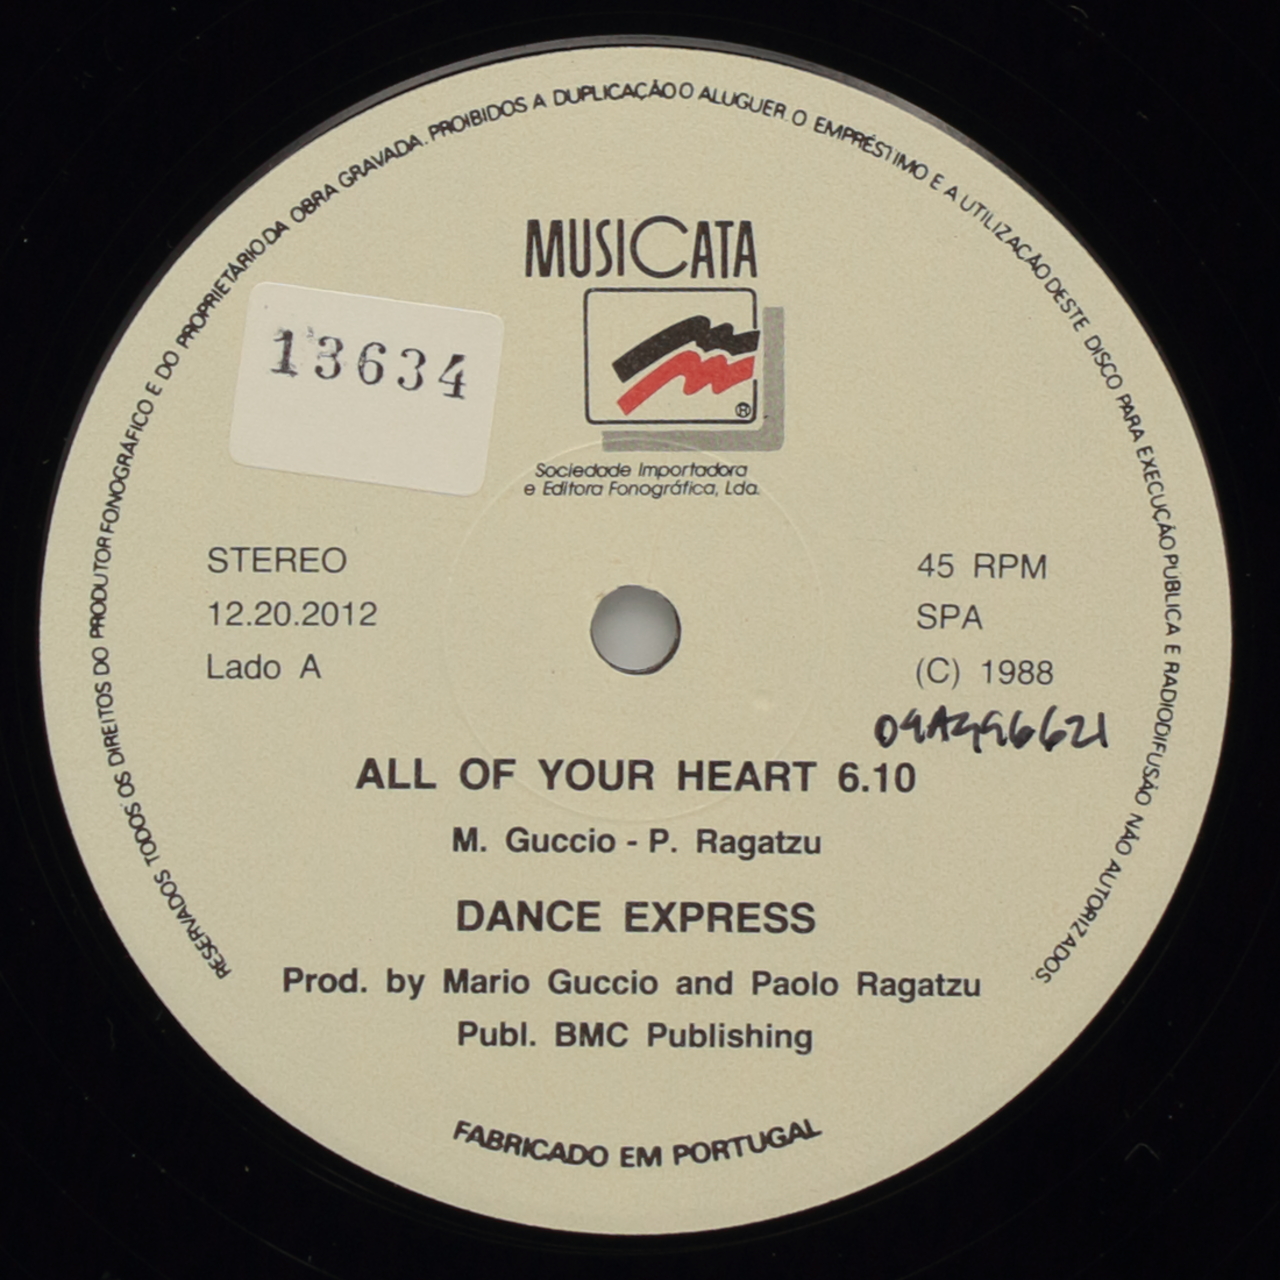 RESERVADOS TODOS OS DIREITOS DO PRODUTOR FONOGRÁFICO E DO PROPRIETÁRIO DA OBRA GRAVADA. PROIBIDOS A DUPLICAÇÃO O ALUGUER. O EMPRÉSTIMO E A UTILIZAÇÃO DESTE DISCO PARA EXECUÇÃO PÚBLICA E RADIODIFUSÃO NÃO AUTORIZADOS.
MUSICATA
13634
®
Sociedade Importadora
e Editora Fonográfica, Lda.
STEREO
12.20.2012
Lado A
45 RPM
SPA
(C) 1988
ALL OF YOUR HEART 6.10
M. Guccio - P. Ragatzu
DANCE EXPRESS
Prod. by Mario Guccio and Paolo Ragatzu
Publ. BMC Publishing
FABRICADO EM PORTUGAL